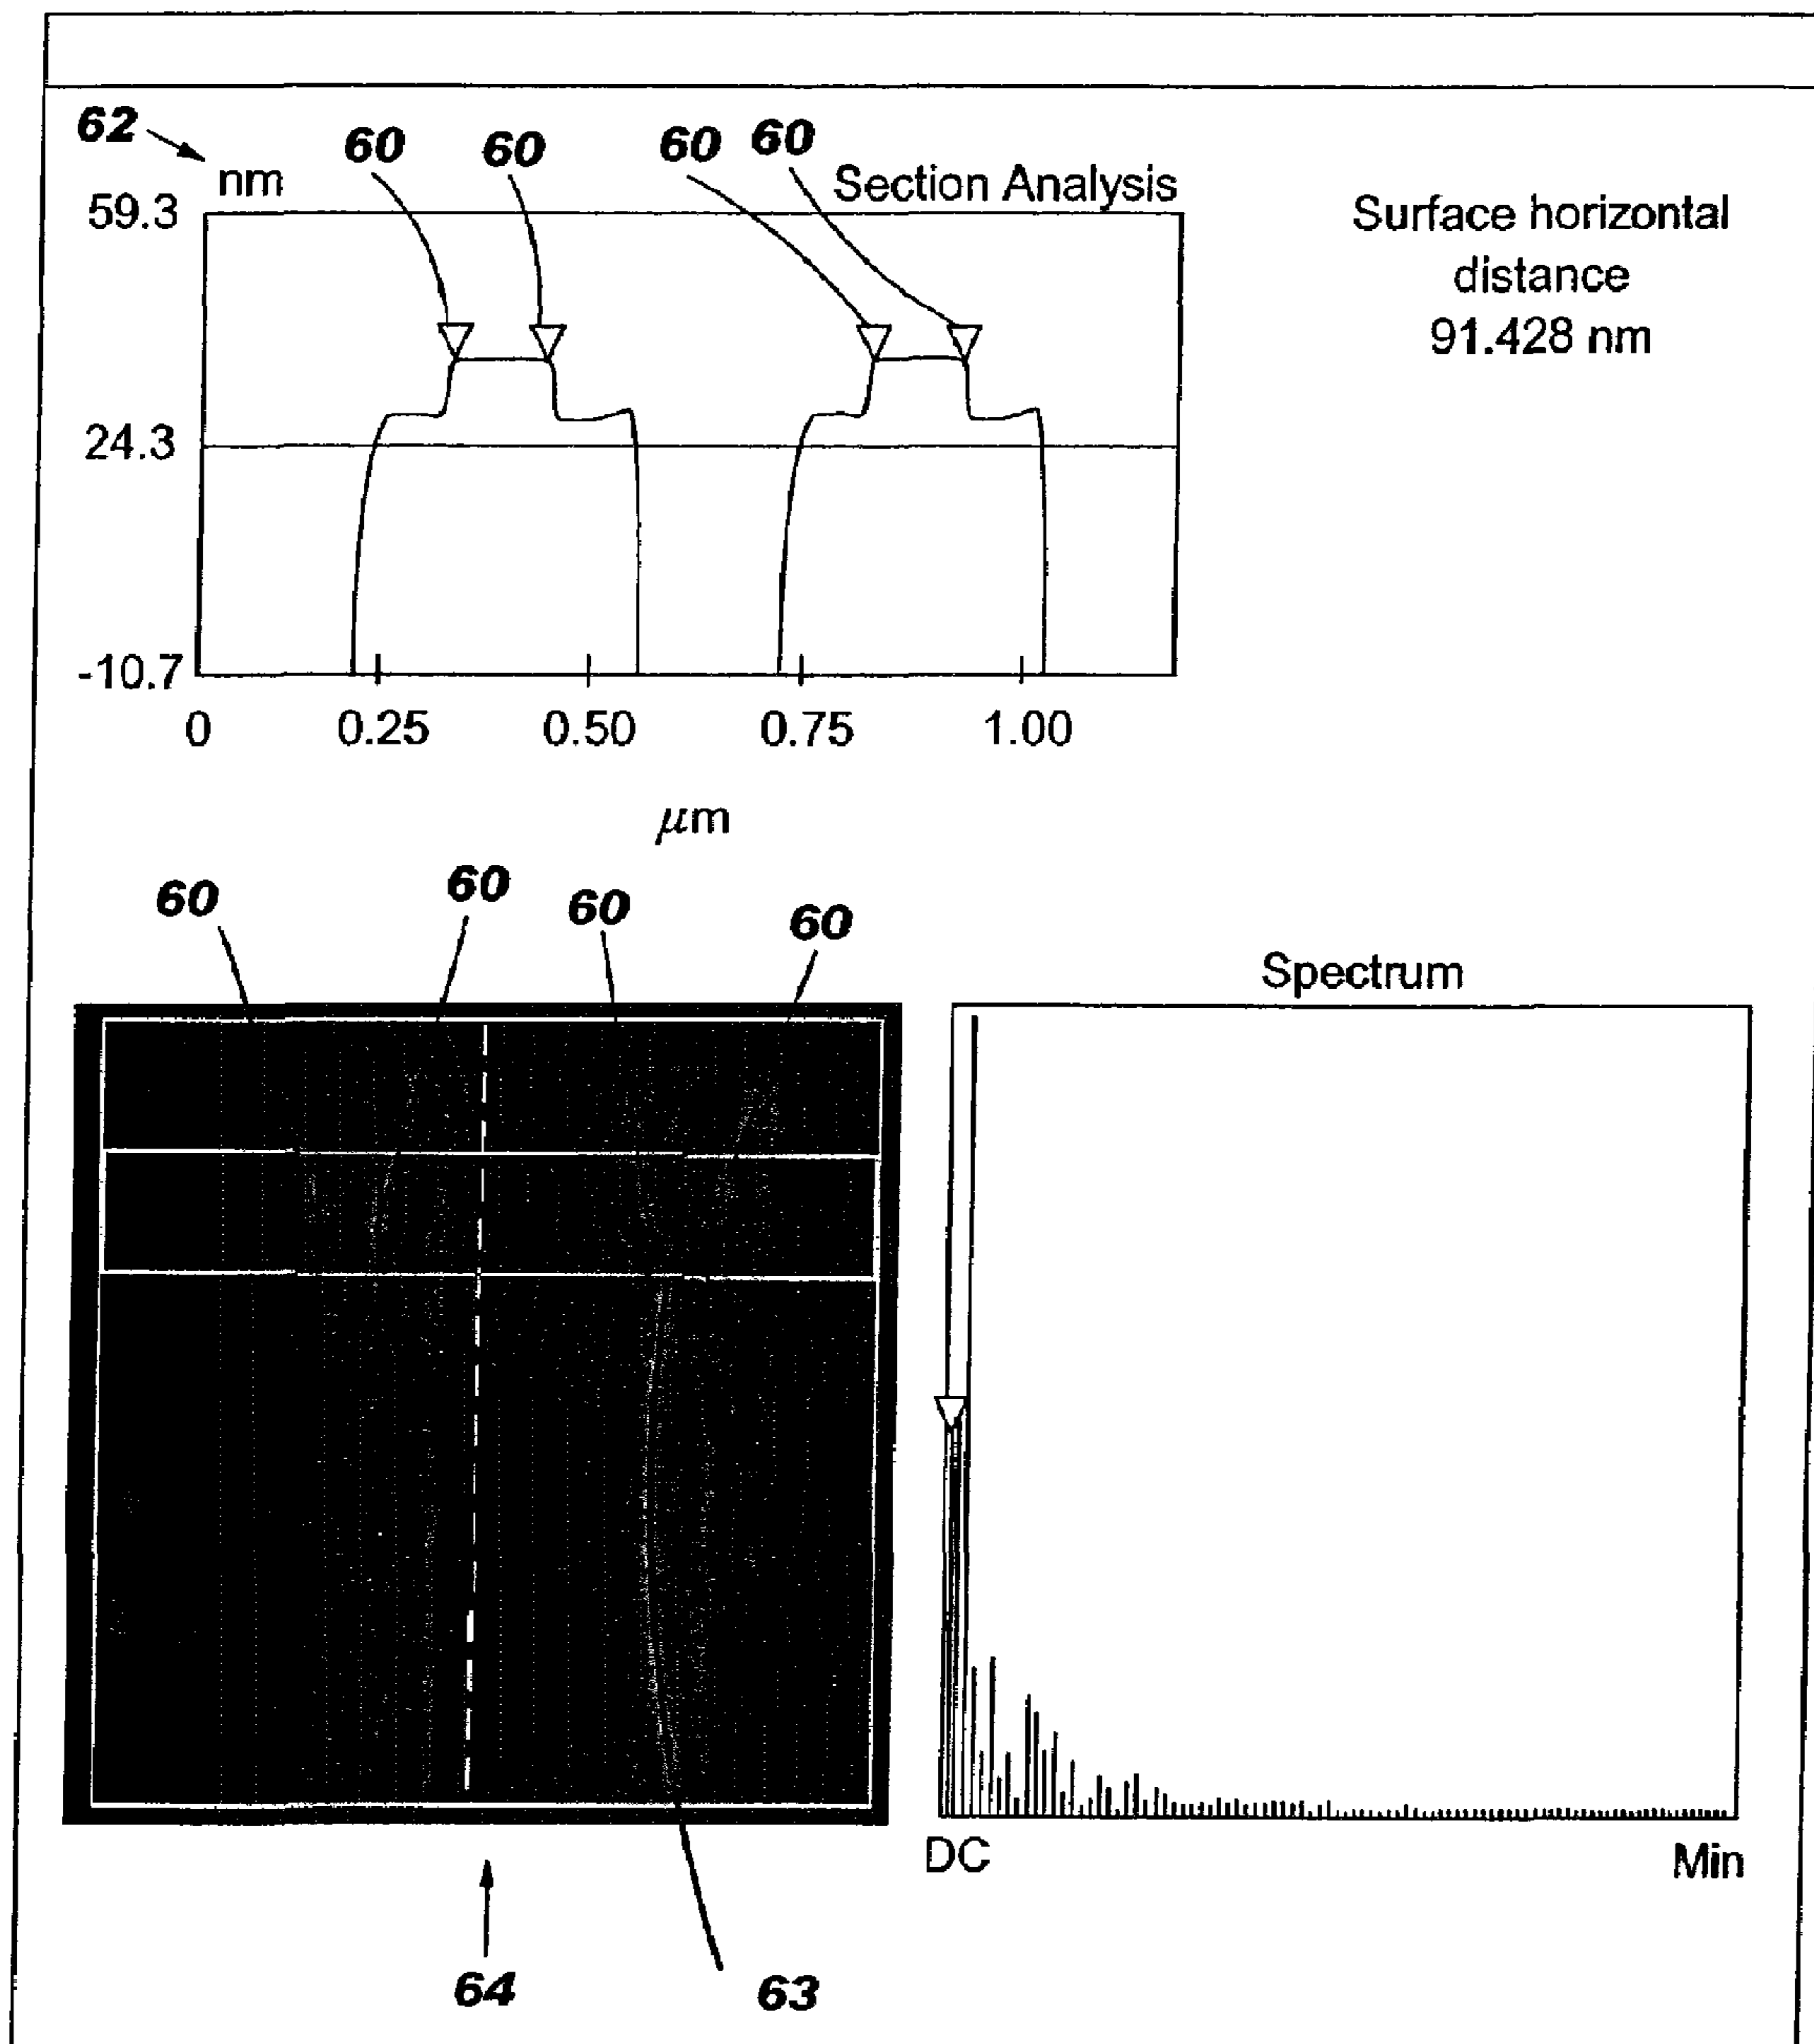 62
60 60 60 60
nm
Section Analysis
59.3
24.3
-10.7
0 0.25 0.50 0.75 1.00
μm
Surface horizontal
distance
91.428 nm
60 60 60 60
Spectrum
DC Min
64 63